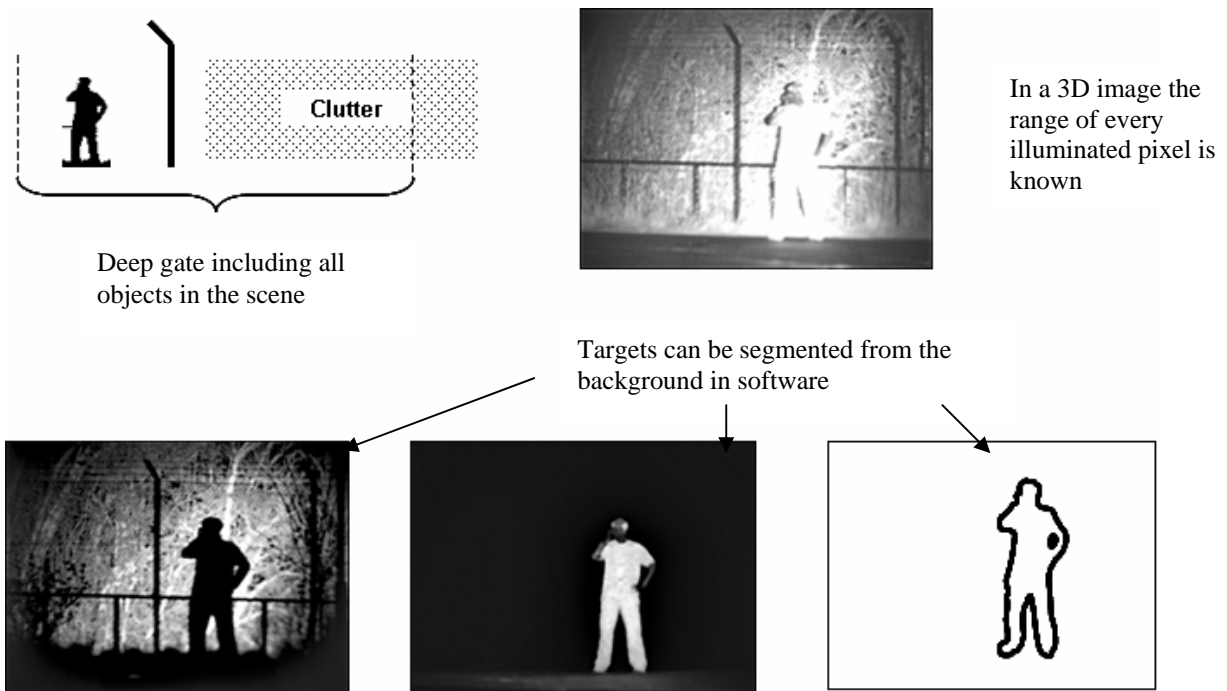 Clutter
In a 3D image the
range of every
illuminated pixel is
known
Deep gate including all
objects in the scene
Targets can be segmented from the
background in software